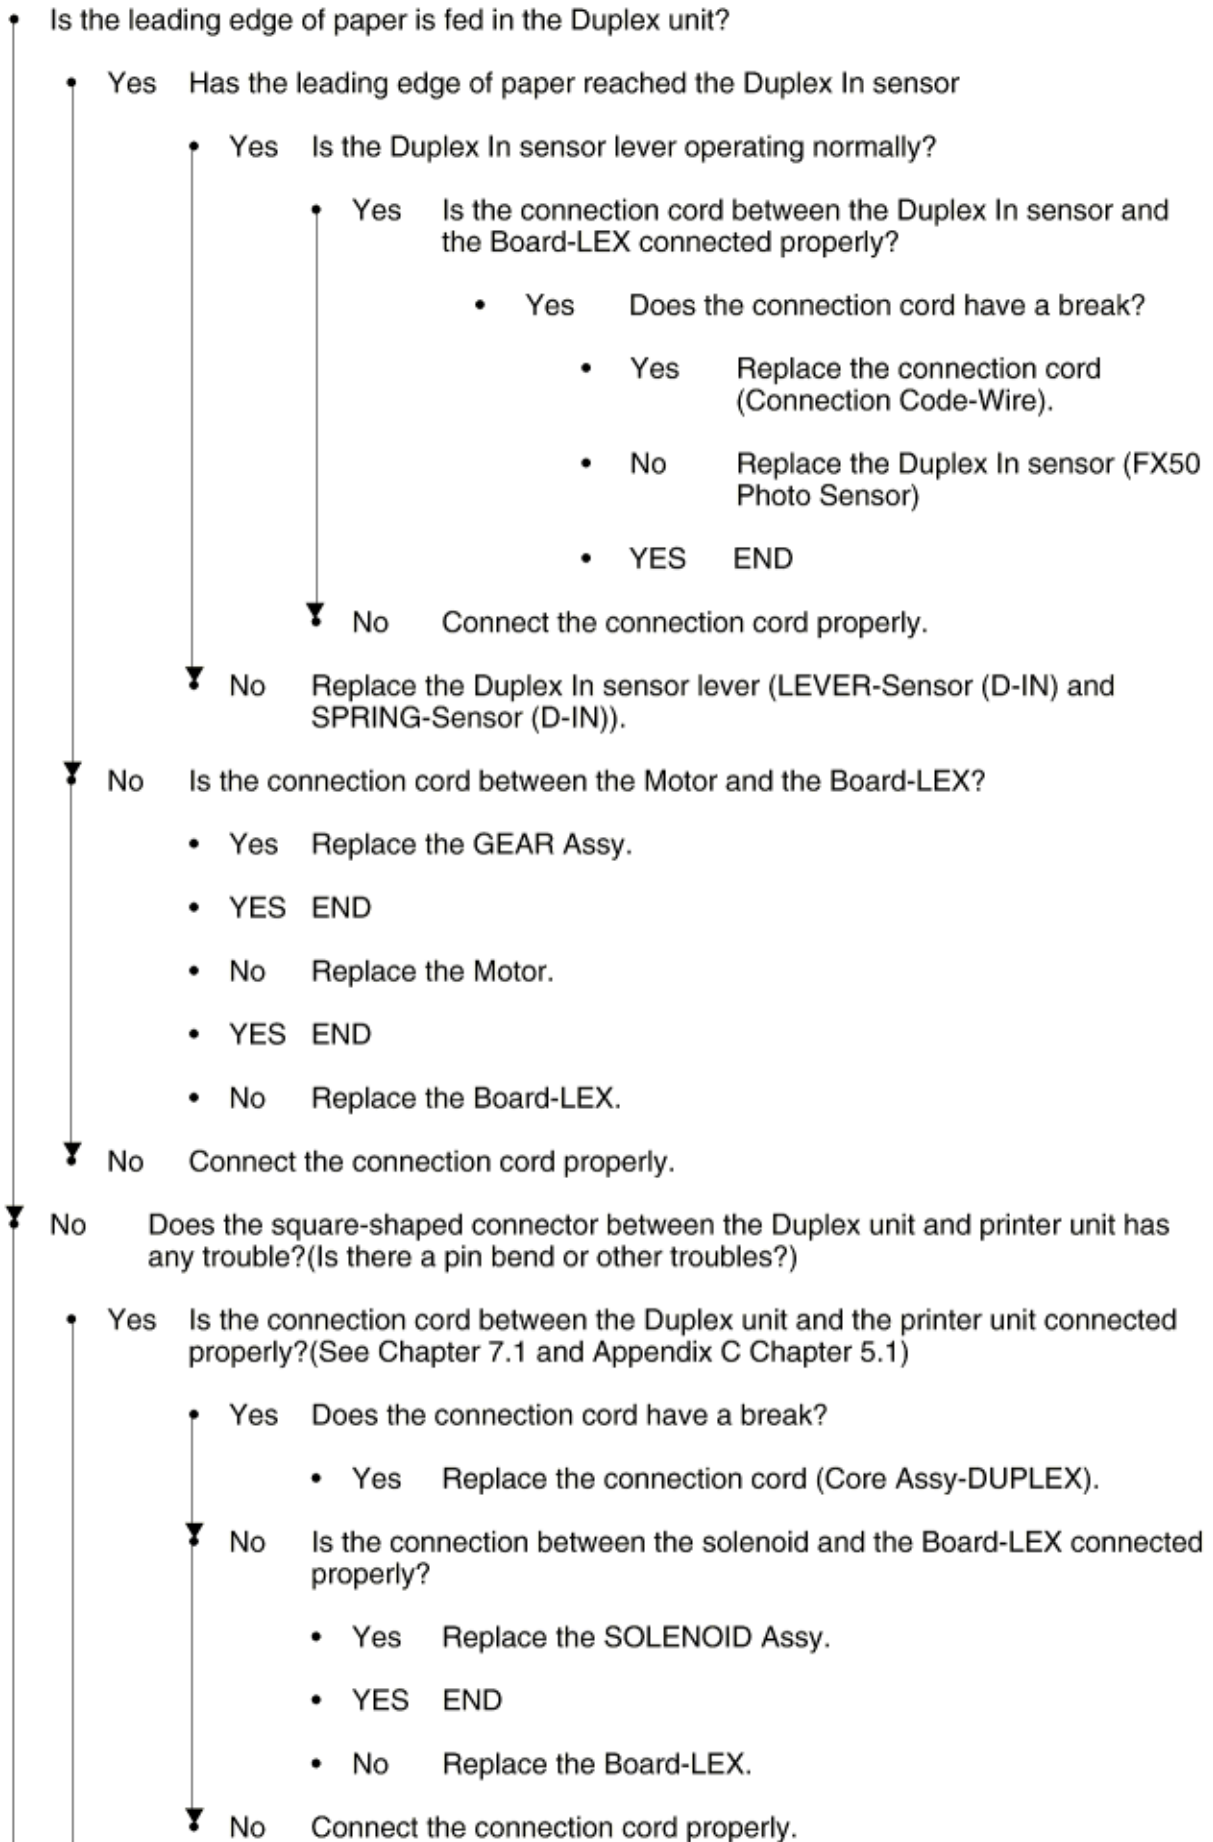 • Is the leading edge of paper is fed in the Duplex unit?
• Yes Has the leading edge of paper reached the Duplex In sensor
• Yes Is the Duplex In sensor lever operating normally?
• Yes Is the connection cord between the Duplex In sensor and
the Board-LEX connected properly?
• Yes Does the connection cord have a break?
• Yes Replace the connection cord
(Connection Code-Wire).
• No Replace the Duplex In sensor (FX50
Photo Sensor)
• YES END
• No Connect the connection cord properly.
• No Replace the Duplex In sensor lever (LEVER-Sensor (D-IN) and
SPRING-Sensor (D-IN)).
• No Is the connection cord between the Motor and the Board-LEX?
• Yes Replace the GEAR Assy.
• YES END
• No Replace the Motor.
• YES END
• No Replace the Board-LEX.
• No Connect the connection cord properly.
• No Does the square-shaped connector between the Duplex unit and printer unit has
any trouble?(Is there a pin bend or other troubles?)
• Yes Is the connection cord between the Duplex unit and the printer unit connected
properly?(See Chapter 7.1 and Appendix C Chapter 5.1)
• Yes Does the connection cord have a break?
• Yes Replace the connection cord (Core Assy-DUPLEX).
• No Is the connection between the solenoid and the Board-LEX connected
properly?
• Yes Replace the SOLENOID Assy.
• YES END
• No Replace the Board-LEX.
• No Connect the connection cord properly.